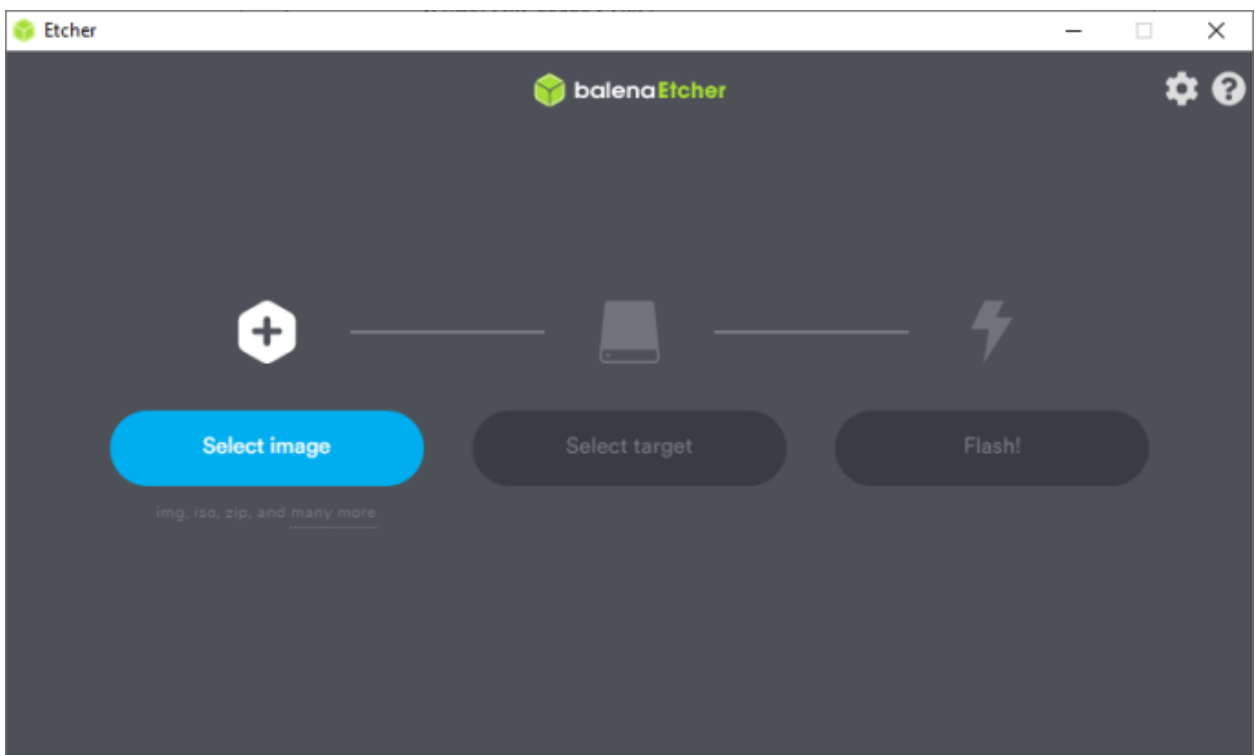 Etcher
balenaEtcher
Select image
Select target
Flash!
img, iso, zip, and many more